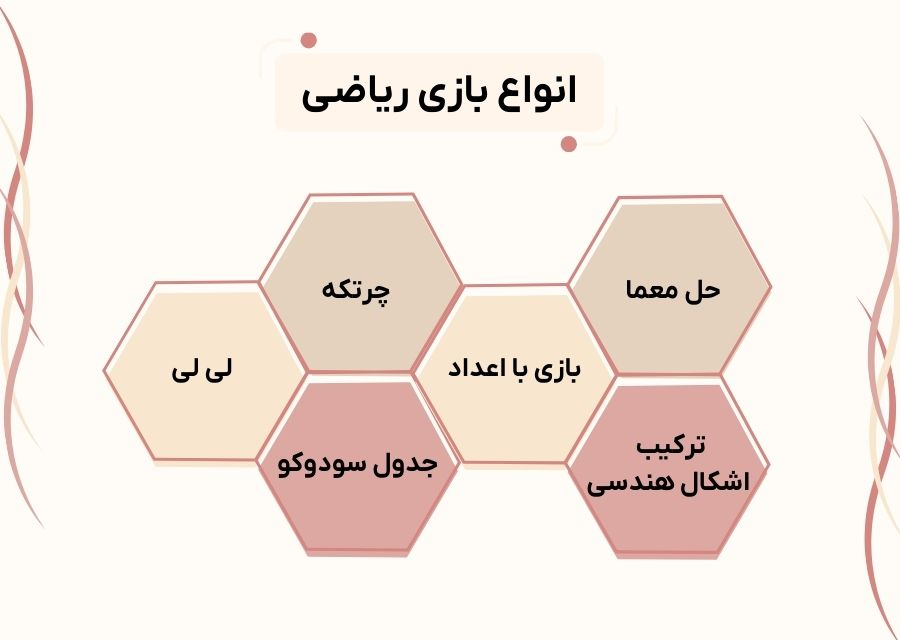 انواع بازی ریاضی
حل معما
چرتکه
بازی با اعداد
لی لی
ترکیب
اشکال هندسی
جدول سودوکو